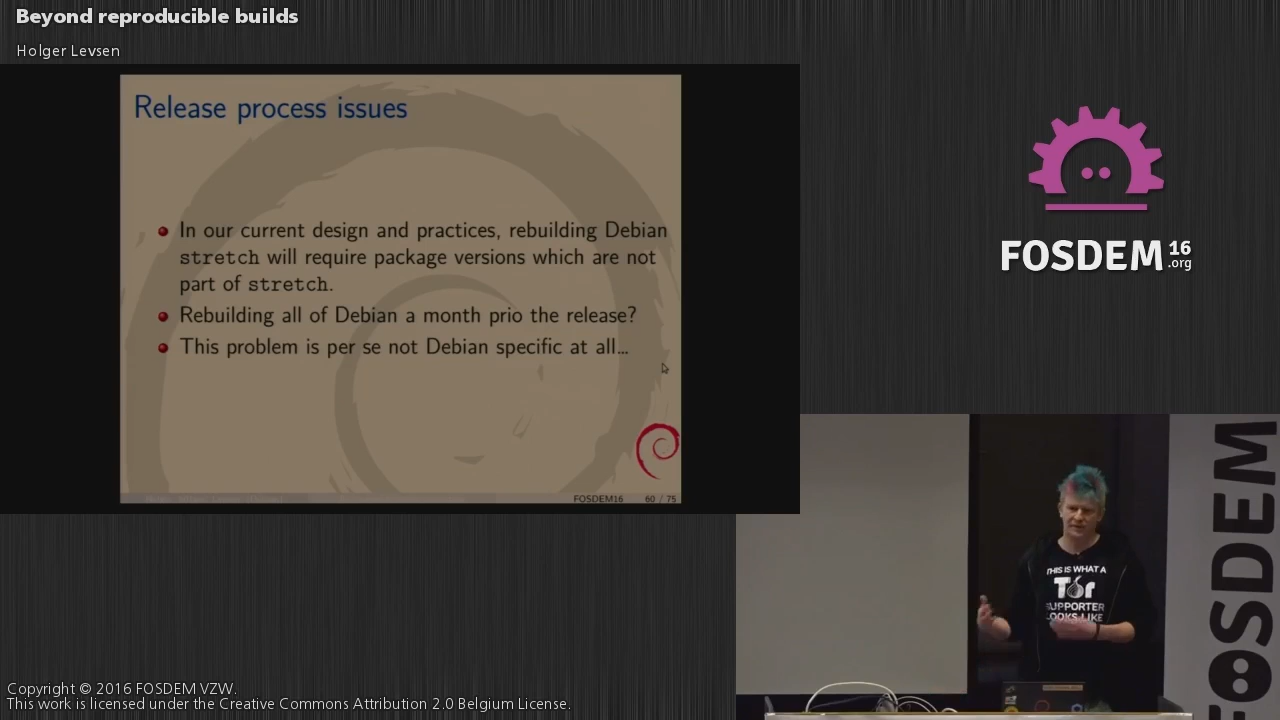 Beyond reproducible builds
Holger Levsen
Release process issues
In our current design and practices, rebuilding Debian
stretch will require package versions which are not
part of stretch.
Rebuilding all of Debian a month prio the release?
This problem is per se not Debian specific at all...
FOSDEM16 60 / 75
FOSDEM 16
.org
THIS IS WHAT A
Tor
SUPPORTER
LOOKS LIKE
FOSDEM
Copyright © 2016 FOSDEM VZW.
This work is licensed under the Creative Commons Attribution 2.0 Belgium License.